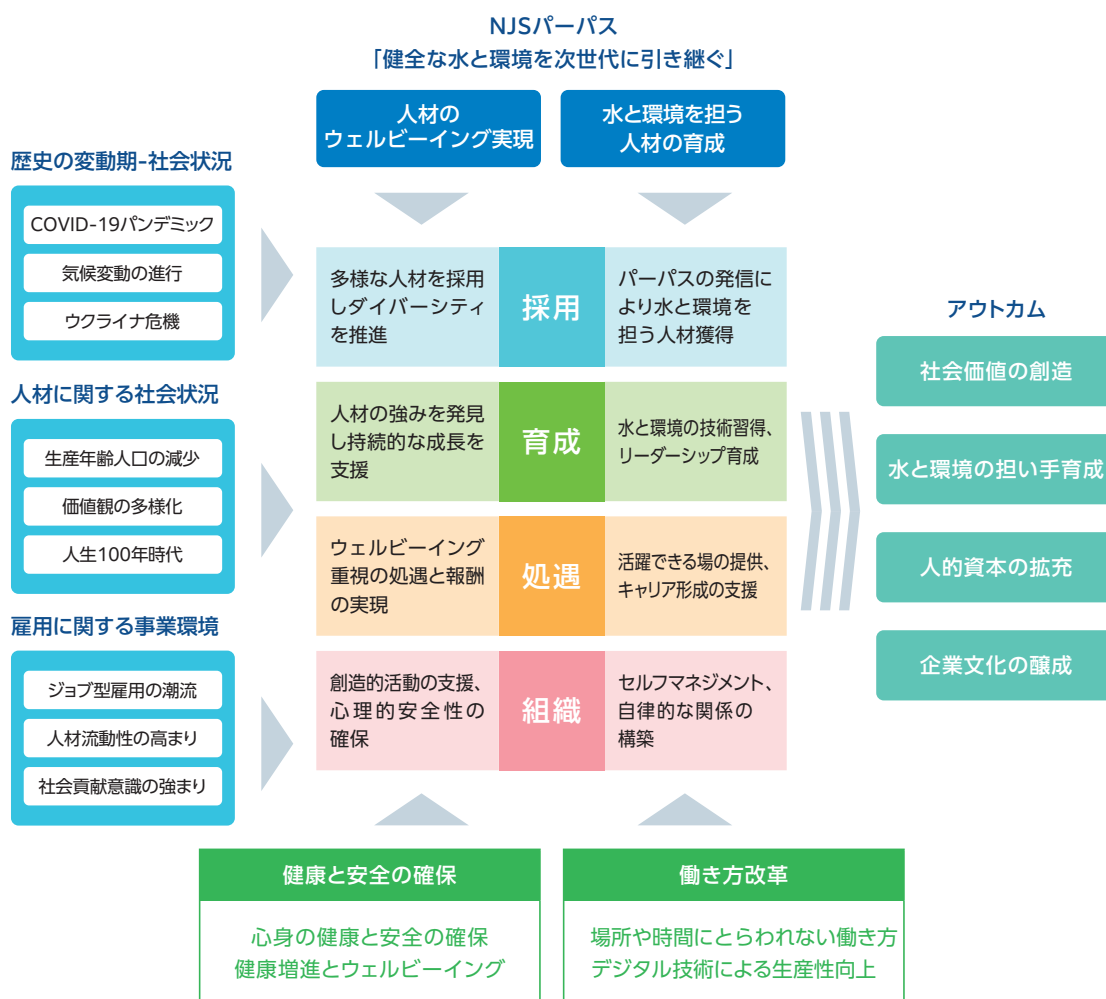 NJSパーパス
「健全な水と環境を次世代に引き継ぐ」
人材の
ウェルビーイング実現
水と環境を担う
人材の育成
歴史の変動期-社会状況
COVID-19パンデミック
気候変動の進行
ウクライナ危機
人材に関する社会状況
生産年齢人口の減少
価値観の多様化
人生100年時代
雇用に関する事業環境
ジョブ型雇用の潮流
人材流動性の高まり
社会貢献意識の強まり
多様な人材を採用
しダイバーシティ
を推進
採用
パーパスの発信に
より水と環境を
担う人材獲得
人材の強みを発見
し持続的な成長を
支援
育成
水と環境の技術習得、
リーダーシップ育成
ウェルビーイング
重視の処遇と報酬
の実現
処遇
活躍できる場の提供、
キャリア形成の支援
創造的活動の支援、
心理的安全性の
確保
組織
セルフマネジメント、
自律的な関係の
構築
アウトカム
社会価値の創造
水と環境の担い手育成
人的資本の拡充
企業文化の醸成
健康と安全の確保
心身の健康と安全の確保
健康増進とウェルビーイング
働き方改革
場所や時間にとらわれない働き方
デジタル技術による生産性向上